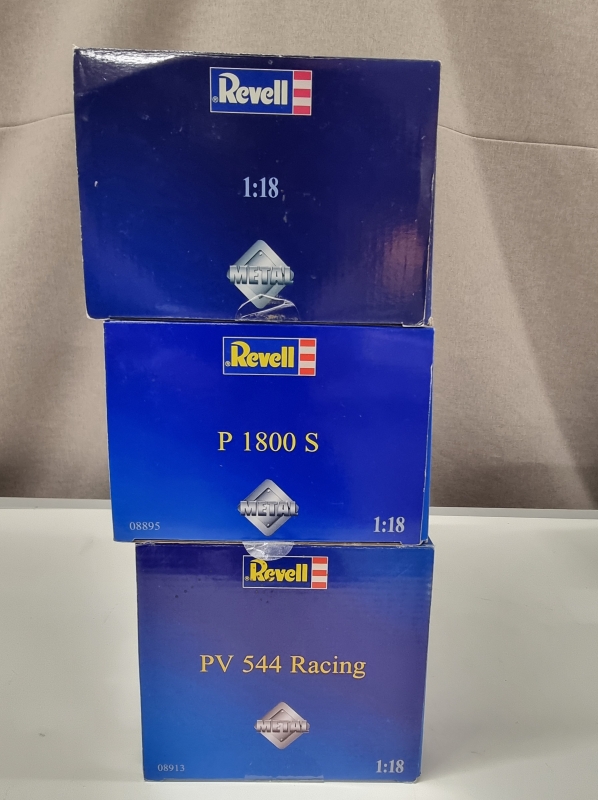 Revell
1:18
METAL
Revell
P 1800 S
METAL
08895
1:18
Revell
PV 544 Racing
METAL
08913
1:18